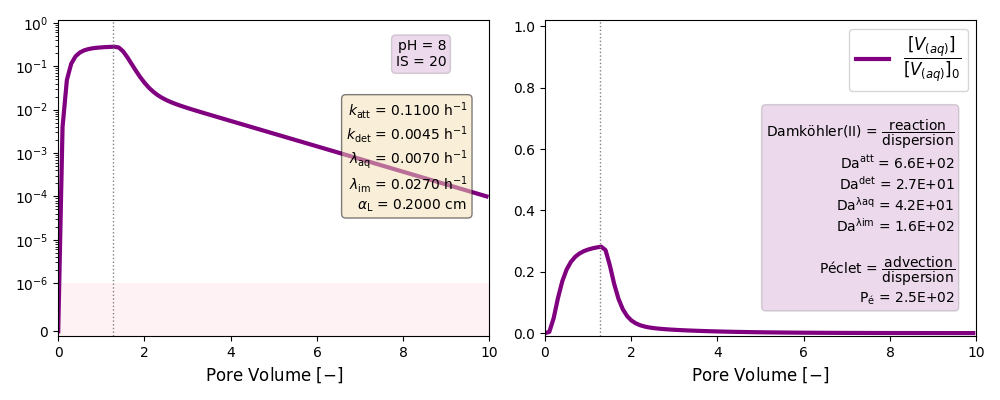 10⁰
10⁻¹
10⁻²
10⁻³
10⁻⁴
10⁻⁵
10⁻⁶
0
0 2 4 6 8 10
Pore Volume [−]
pH = 8
IS = 20
k_att = 0.1100 h⁻¹
k_det = 0.0045 h⁻¹
λ_aq = 0.0070 h⁻¹
λ_im = 0.0270 h⁻¹
α_L = 0.2000 cm
1.0
0.8
0.6
0.4
0.2
0.0
0 2 4 6 8 10
Pore Volume [−]
[V_(aq)]
[V_(aq)]₀
Damköhler(II) = reaction
dispersion
Da^att = 6.6E+02
Da^det = 2.7E+01
Da^λaq = 4.2E+01
Da^λim = 1.6E+02
Péclet = advection
dispersion
P_é = 2.5E+02